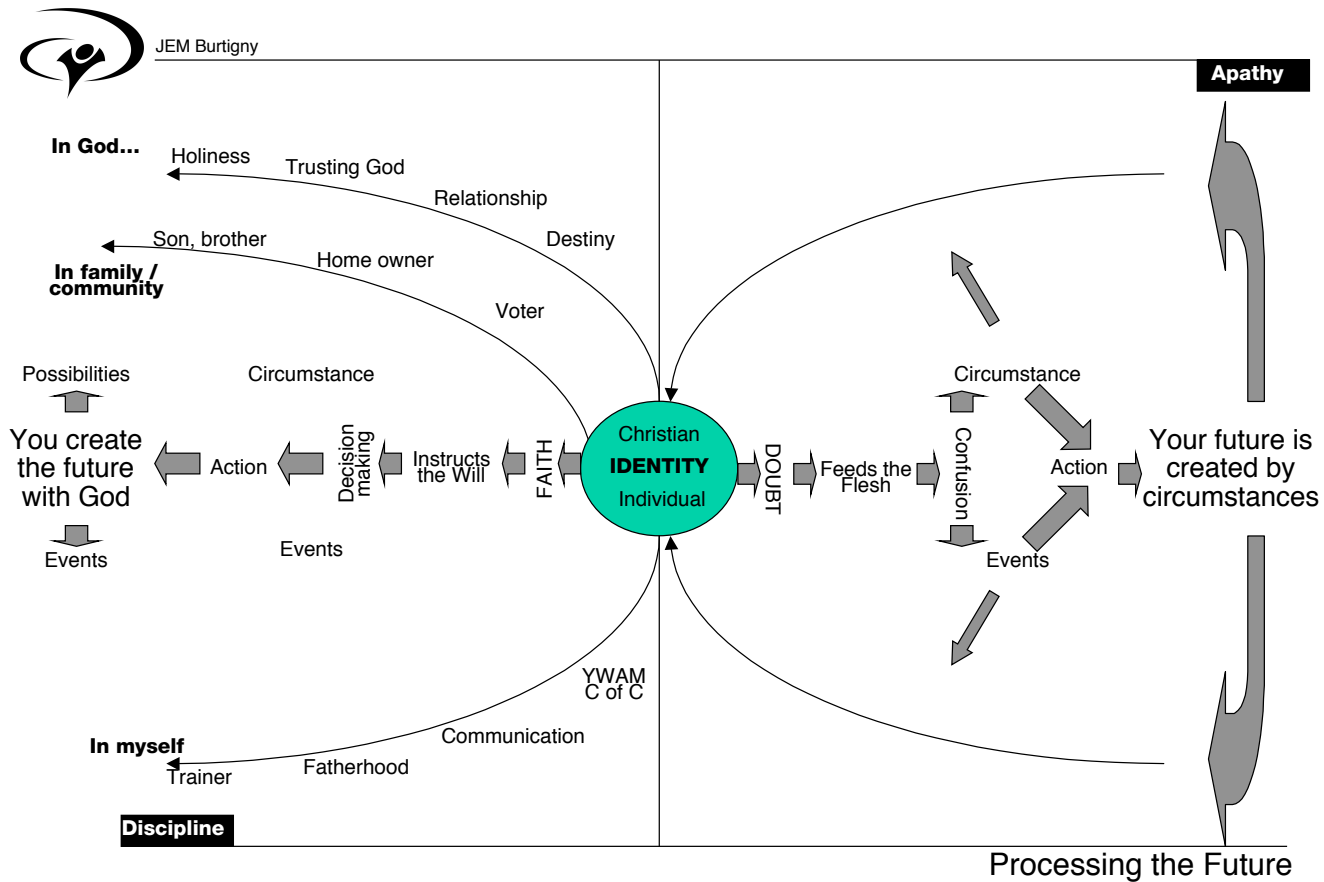 JEM Burtigny
Apathy
In God...
Holiness
Trusting God
Relationship
Destiny
Son, brother
In family /
community
Home owner
Voter
Possibilities
Circumstance
You create
the future
with God
Action
Decision
making
Instructs
the Will
FAITH
Christian
IDENTITY
Individual
DOUBT
Feeds the
Flesh
Confusion
Circumstance
Action
Your future is
created by
circumstances
Events
Events
Events
YWAM
C of C
Communication
In myself
Fatherhood
Trainer
Discipline
Processing the Future